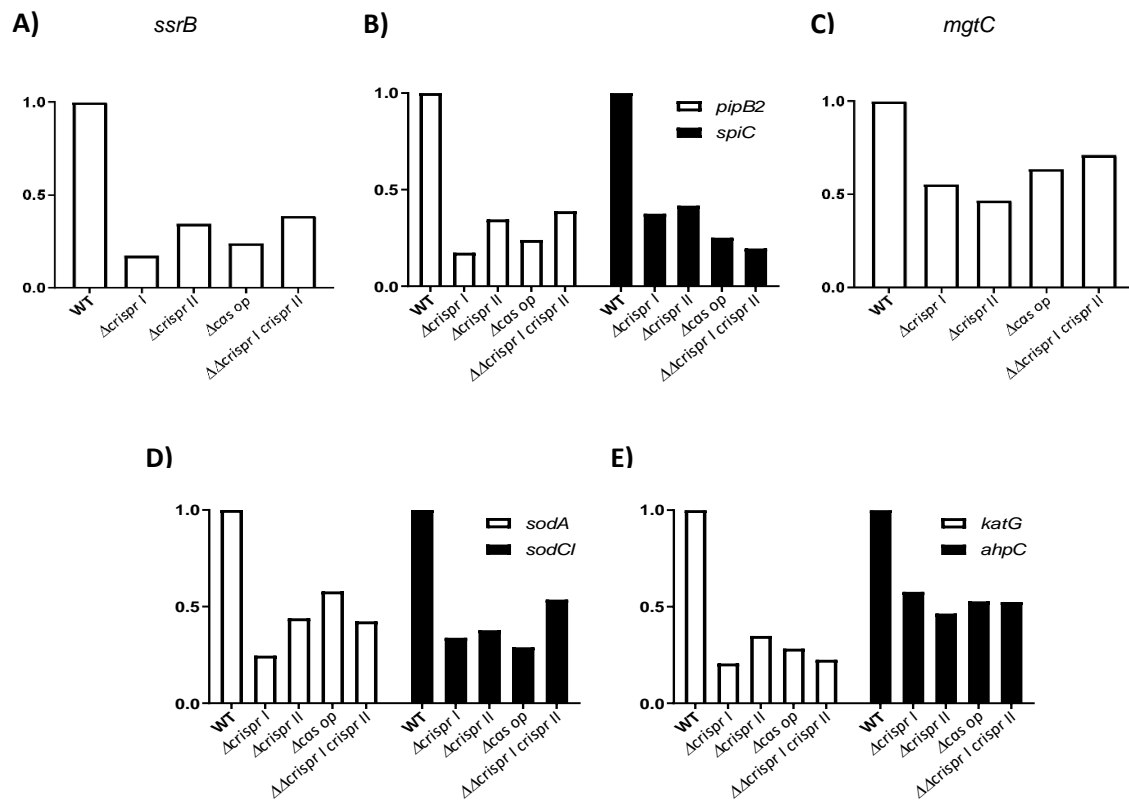 A)
ssrB
1.0
0.5
0.0
WT
Δcrispr I
Δcrispr II
Δcas op
ΔΔcrispr I crispr II
B)
pipB2
spiC
1.0
0.5
0.0
WT
Δcrispr I
Δcrispr II
Δcas op
ΔΔcrispr I crispr II
WT
Δcrispr I
Δcrispr II
Δcas op
ΔΔcrispr I crispr II
C)
mgtC
1.0
0.5
0.0
WT
Δcrispr I
Δcrispr II
Δcas op
ΔΔcrispr I crispr II
D)
sodA
sodCI
1.0
0.5
0.0
WT
Δcrispr I
Δcrispr II
Δcas op
ΔΔcrispr I crispr II
WT
Δcrispr I
Δcrispr II
Δcas op
ΔΔcrispr I crispr II
E)
katG
ahpC
1.0
0.5
0.0
WT
Δcrispr I
Δcrispr II
Δcas op
ΔΔcrispr I crispr II
WT
Δcrispr I
Δcrispr II
Δcas op
ΔΔcrispr I crispr II